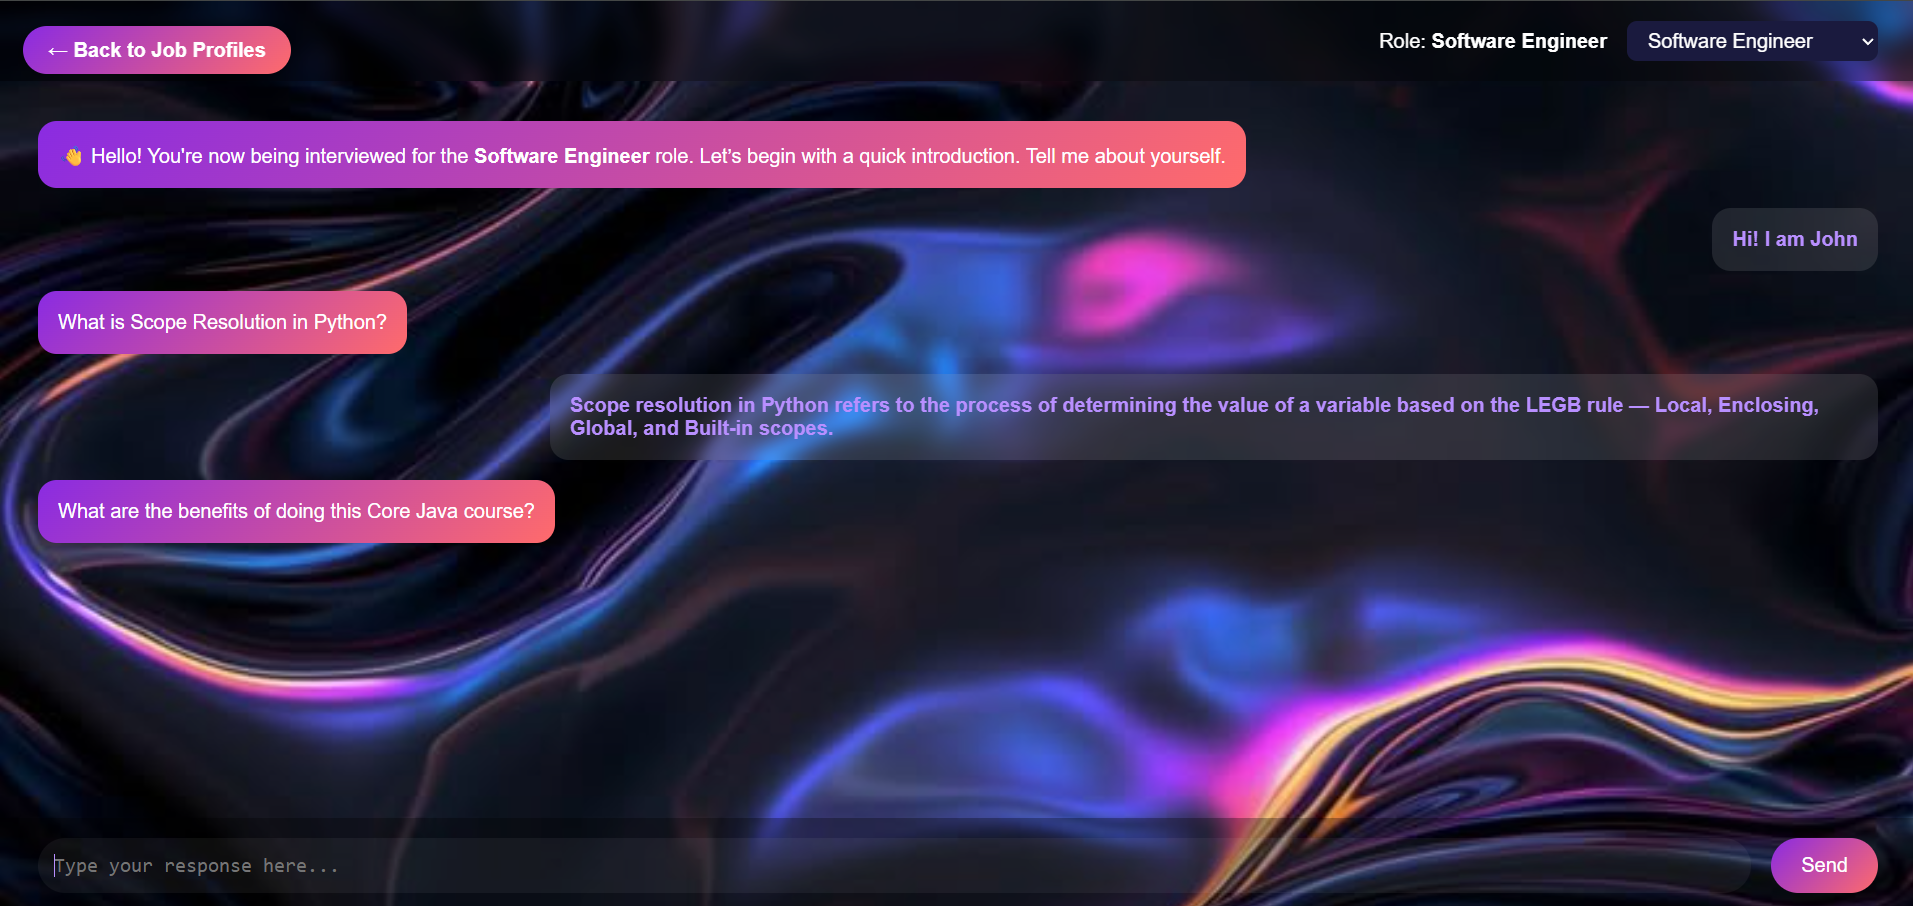 ← Back to Job Profiles
Role: Software Engineer
Software Engineer
👋 Hello! You're now being interviewed for the Software Engineer role. Let’s begin with a quick introduction. Tell me about yourself.
Hi! I am John
What is Scope Resolution in Python?
Scope resolution in Python refers to the process of determining the value of a variable based on the LEGB rule — Local, Enclosing,
Global, and Built-in scopes.
What are the benefits of doing this Core Java course?
Type your response here...
Send